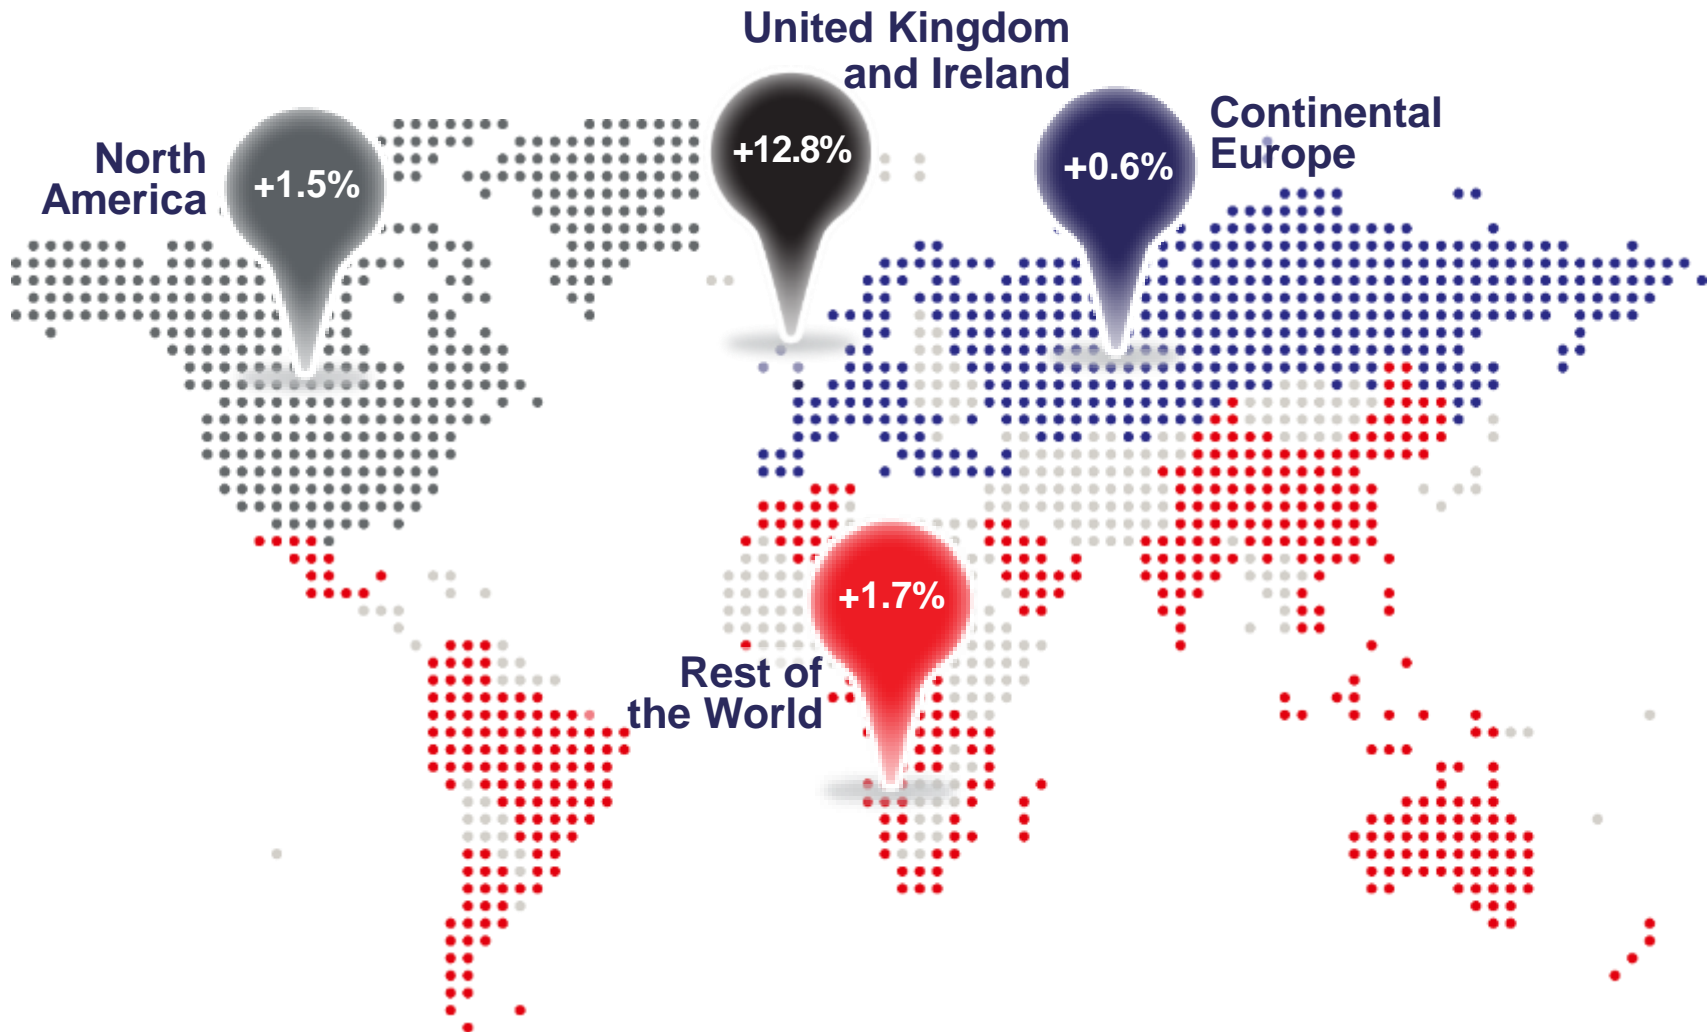 United Kingdom
and Ireland
+12.8%
North
America
+1.5%
Continental
Europe
+0.6%
Rest of
the World
+1.7%